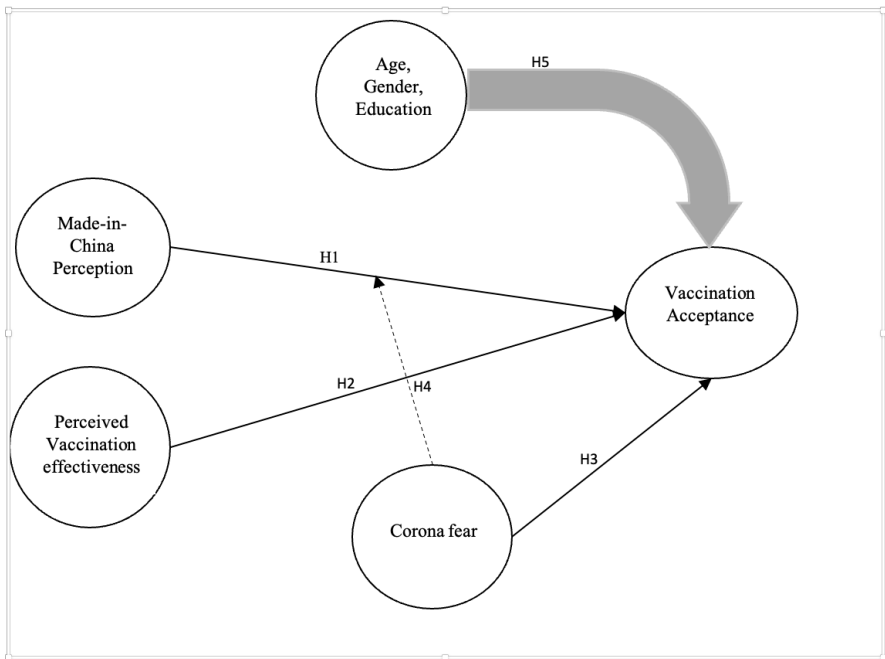 Age,
Gender,
Education
H5
Made-in-
China
Perception
H1
Vaccination
Acceptance
H2
H4
Perceived
Vaccination
effectiveness
H3
Corona fear